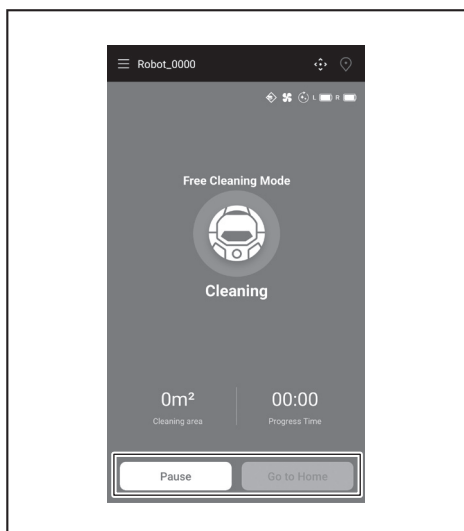 Robot_0000
L R
Free Cleaning Mode
Cleaning
0m² 00:00
Cleaning area Progress Time
Pause Go to Home